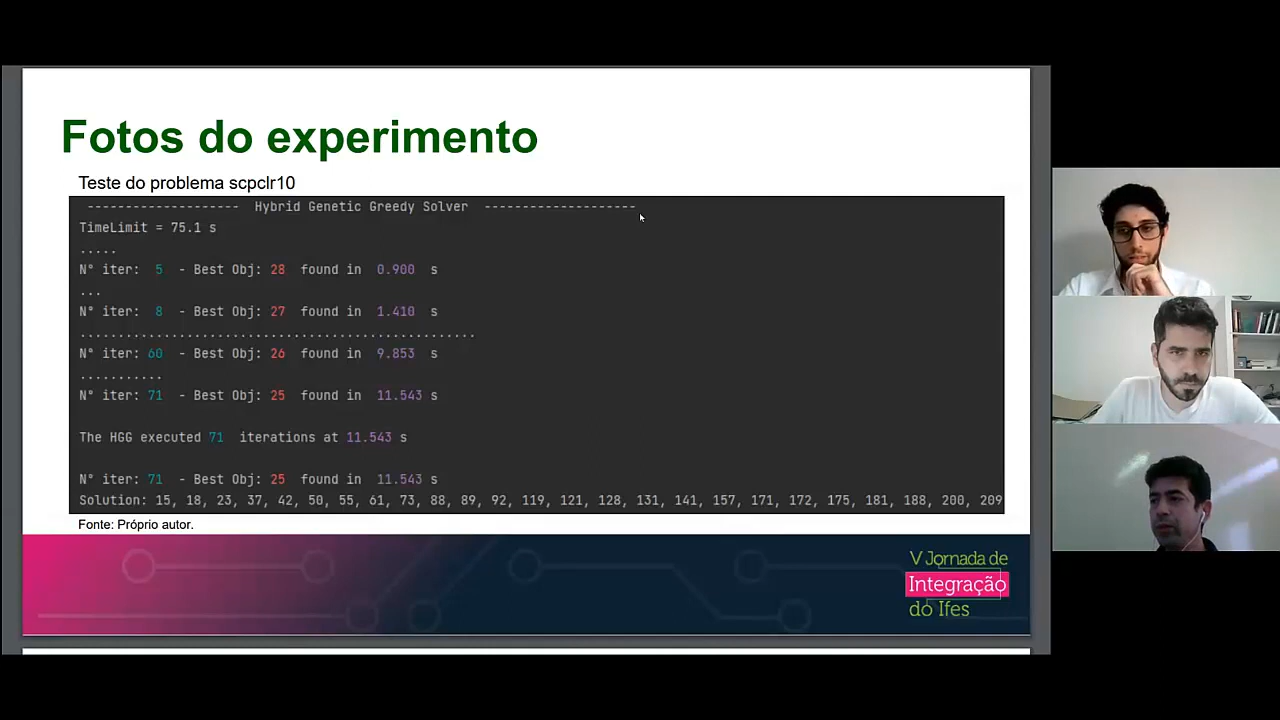 Fotos do experimento
Teste do problema scpclr10
-------------------- Hybrid Genetic Greedy Solver --------------------
TimeLimit = 75.1 s
.....
N° iter: 5 - Best Obj: 28 found in 0.900 s
...
N° iter: 8 - Best Obj: 27 found in 1.410 s
....................................................
N° iter: 60 - Best Obj: 26 found in 9.853 s
...........
N° iter: 71 - Best Obj: 25 found in 11.543 s
The HGG executed 71 iterations at 11.543 s
N° iter: 71 - Best Obj: 25 found in 11.543 s
Solution: 15, 18, 23, 37, 42, 50, 55, 61, 73, 88, 89, 92, 119, 121, 128, 131, 141, 157, 171, 172, 175, 181, 188, 200, 209
Fonte: Próprio autor.
V Jornada de
Integração
do Ifes